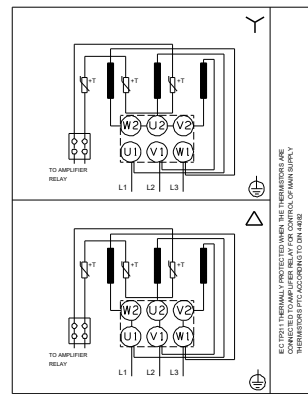 +T +T +T
W2 U2 V2
U1 V1 W1
TO AMPLIFIER
RELAY
L1 L2 L3
+T +T +T
W2 U2 V2
U1 V1 W1
TO AMPLIFIER
RELAY
L1 L2 L3
IEC TP211 THERMALLY PROTECTED WHEN THE THERMISTORS ARE
CONNECTED TO AMPLIFIER RELAY FOR CONTROL OF MAIN SUPPLY
THERMISTORS PTC ACCORDING TO DIN 44082